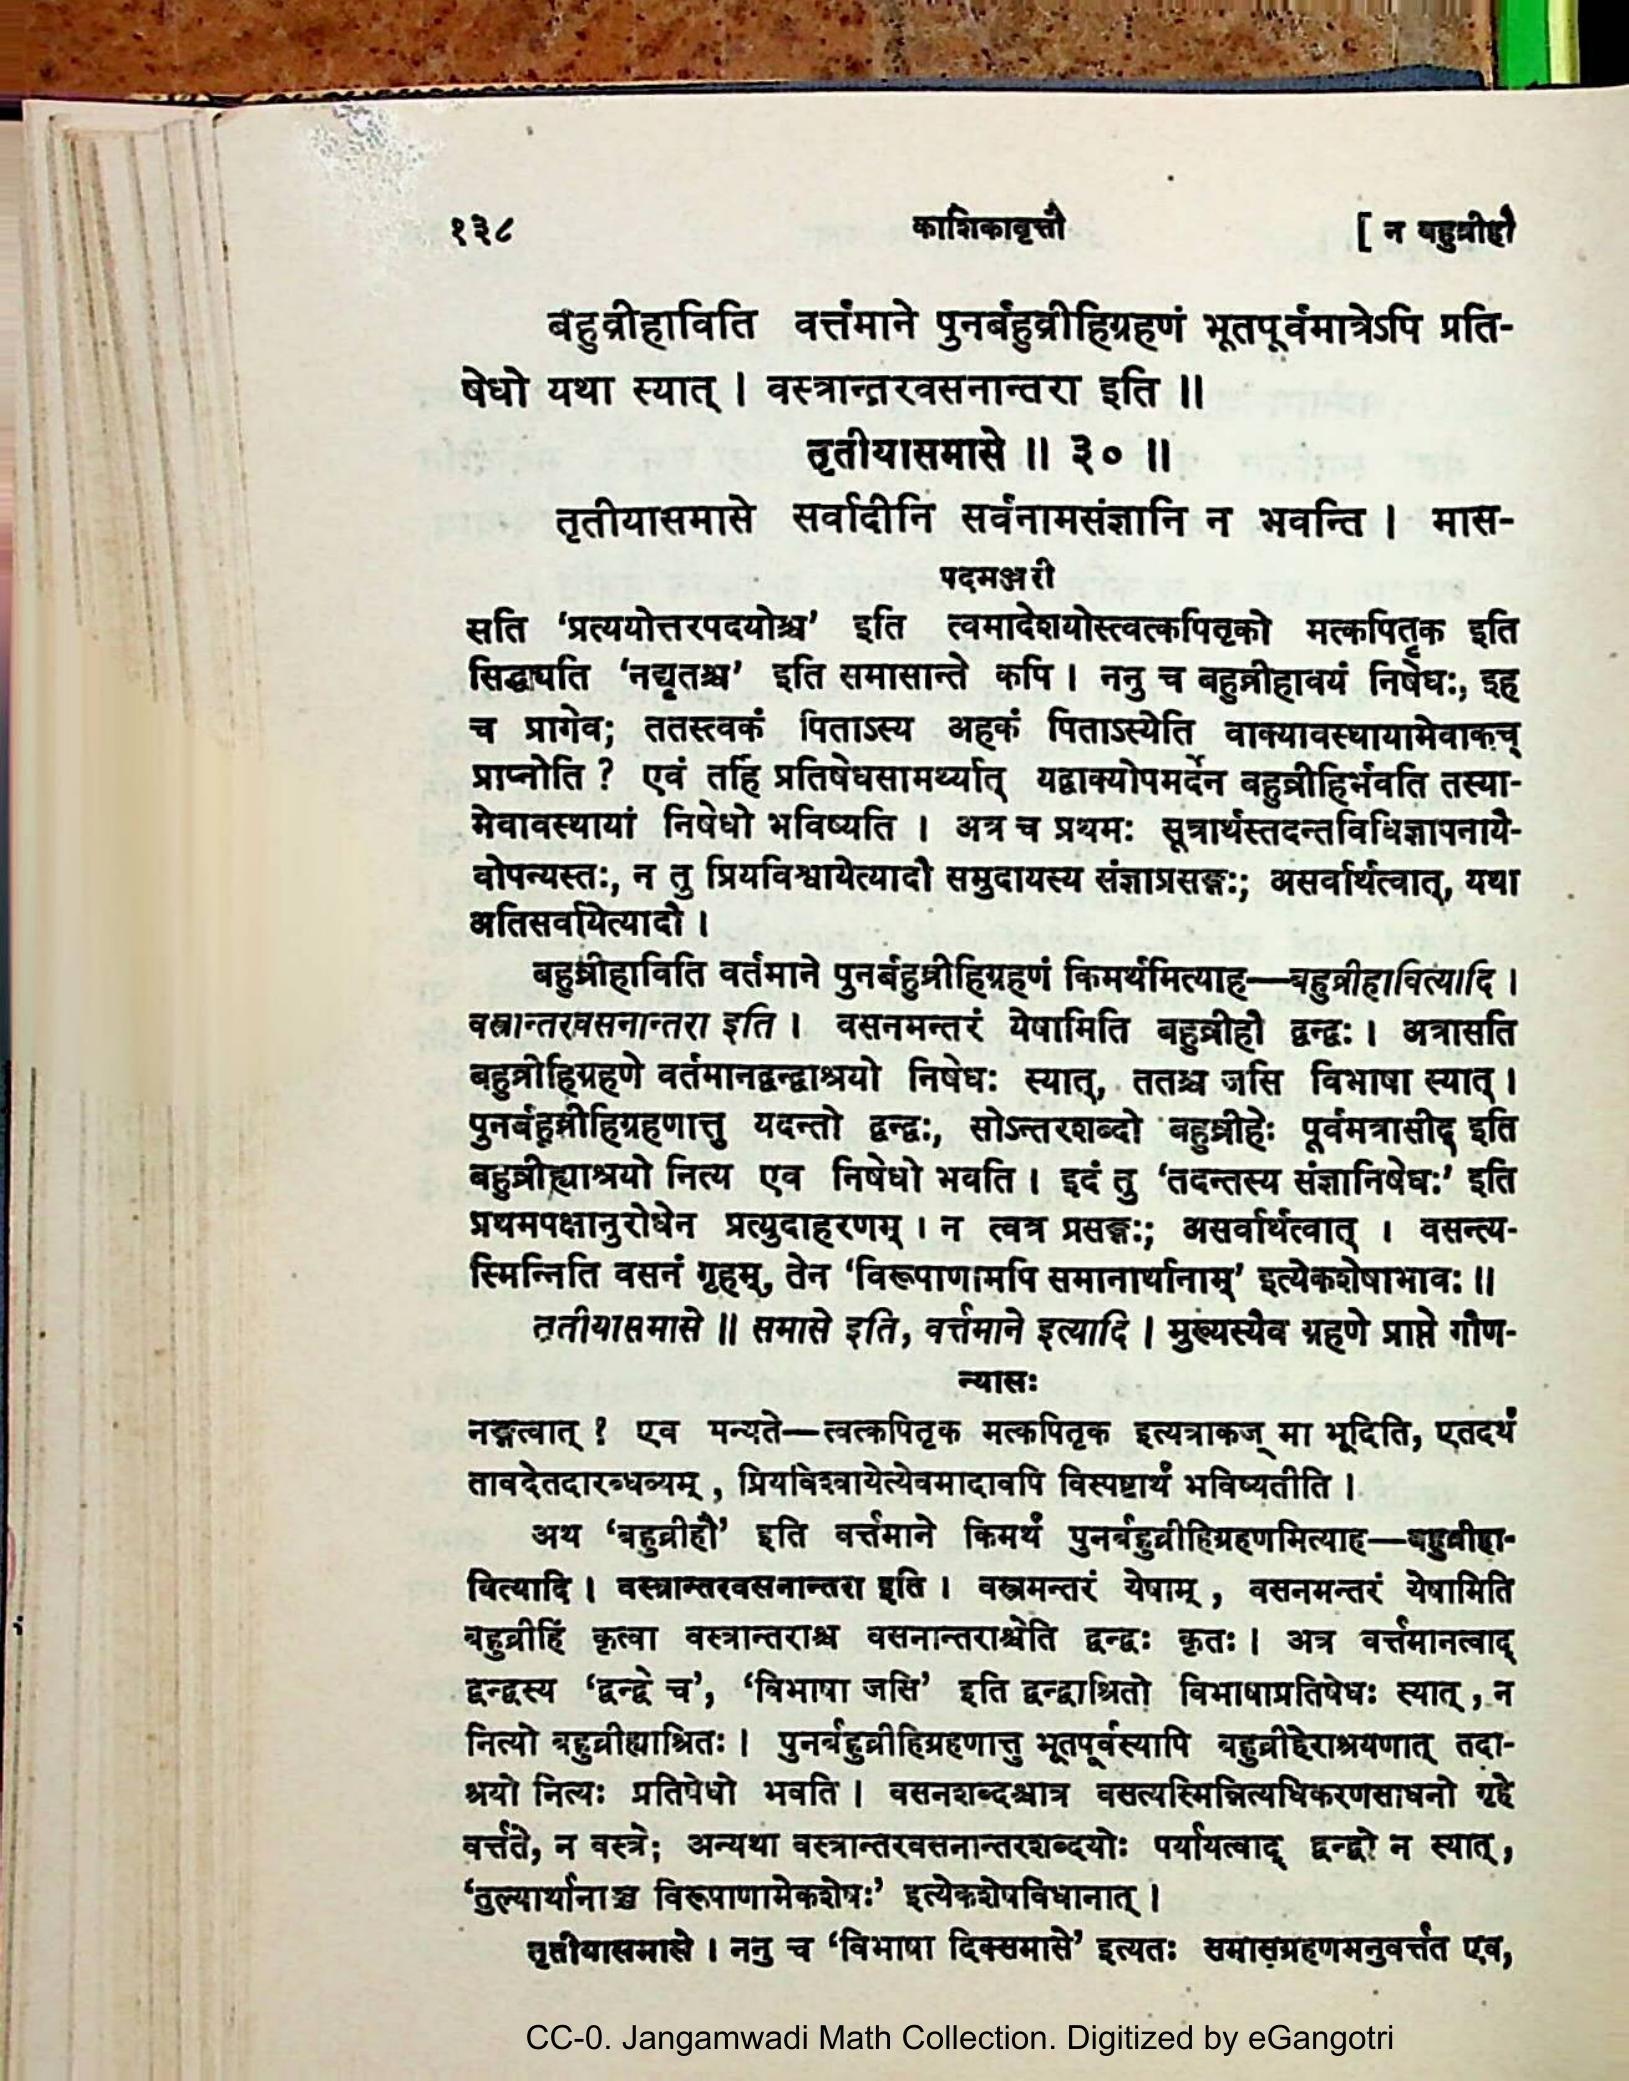 १३८ काशिकावृत्तौ [ न बहुव्रीहौ
बहुव्रीहाविति वर्त्तमाने पुनर्बहुव्रीहिग्रहणं भूतपूर्वमात्रेऽपि प्रति-
षेधो यथा स्यात् । वस्त्रान्तरवसनान्तरा इति ॥
तृतीयासमासे ॥ ३० ॥
तृतीयासमासे सर्वादीनि सर्वनामसंज्ञानि न भवन्ति । मास-
पदमञ्जरी
सति ‘प्रत्ययोत्तरपदयोश्च’ इति त्वमादेशयोस्त्वत्कपितृको मत्कपितृक इति
सिद्ध्यति ‘नद्यृतश्च’ इति समासान्ते कपि । ननु च बहुव्रीहावयं निषेधः, इह
च प्रागेव; ततस्त्वकं पिताऽस्य अहकं पिताऽस्येति वाक्यावस्थायामेवाकच्
प्राप्नोति ? एवं तर्हि प्रतिषेधसामर्थ्यात् यद्वाक्योपमर्देन बहुव्रीहिर्भवति तस्या-
मेवावस्थायां निषेधो भविष्यति । अत्र च प्रथमः सूत्रार्थस्तदन्तविधिज्ञापनायै-
वोपन्यस्तः, न तु प्रियविश्वायेत्यादौ समुदायस्य संज्ञाप्रसङ्गः; असर्वार्थत्वात्, यथा
अतिसर्वायेत्यादौ ।
बहुव्रीहाविति वर्तमाने पुनर्बहुव्रीहिग्रहणं किमर्थमित्याह—बहुव्रीहावित्यादि ।
वस्त्रान्तरवसनान्तरा इति । वसनमन्तरं येषामिति बहुव्रीहौ द्वन्द्वः । अत्रासति
बहुव्रीहिग्रहणे वर्तमानद्वन्द्वाश्रयो निषेधः स्यात्, ततश्च जसि विभाषा स्यात् ।
पुनर्बहुव्रीहिग्रहणात्तु यदन्तो द्वन्द्वः, सोऽन्तरशब्दो बहुव्रीहेः पूर्वमत्रासीद् इति
बहुव्रीह्याश्रयो नित्य एव निषेधो भवति । इदं तु ‘तदन्तस्य संज्ञानिषेधः’ इति
प्रथमपक्षानुरोधेन प्रत्युदाहरणम् । न त्वत्र प्रसङ्गः; असर्वार्थत्वात् । वसन्त्य-
स्मिन्निति वसनं गृहम्, तेन ‘विरूपाणामपि समानार्थानाम्’ इत्येकशेषाभावः ॥
तृतीयासमासे ॥ समासे इति, वर्त्तमाने इत्यादि । मुख्यस्यैव ग्रहणे प्राप्ते गौण-
न्यासः
नङ्गत्वात् ? एव मन्यते—त्वत्कपितृक मत्कपितृक इत्यत्राकज् मा भूदिति, एतदर्थं
तावदेतदारब्धव्यम् , प्रियविश्वायेत्येवमादावपि विस्पष्टार्थं भविष्यतीति ।
अथ ‘बहुव्रीहौ’ इति वर्त्तमाने किमर्थं पुनर्बहुव्रीहिग्रहणमित्याह—बहुव्रीहा-
वित्यादि । वस्त्रान्तरवसनान्तरा इति । वस्त्रमन्तरं येषाम् , वसनमन्तरं येषामिति
बहुव्रीहिं कृत्वा वस्त्रान्तराश्च वसनान्तराश्चेति द्वन्द्वः कृतः । अत्र वर्त्तमानत्वाद्
द्वन्द्वस्य ‘द्वन्द्वे च’, ‘विभाषा जसि’ इति द्वन्द्वाश्रितो विभाषाप्रतिषेधः स्यात् , न
नित्यो बहुव्रीह्याश्रितः । पुनर्बहुव्रीहिग्रहणात्तु भूतपूर्वस्यापि बहुव्रीहेराश्रयणात् तदा-
श्रयो नित्यः प्रतिषेधो भवति । वसनशब्दश्चात्र वसत्यस्मिन्नित्यधिकरणसाधनो गृहे
वर्त्तते, न वस्त्रे; अन्यथा वस्त्रान्तरवसनान्तरशब्दयोः पर्यायत्वाद् द्वन्द्वो न स्यात्,
‘तुल्यार्थानाञ्च विरूपाणामेकशेषः’ इत्येकशेषविधानात् ।
तृतीयासमासे । ननु च ‘विभाषा दिक्समासे’ इत्यतः समासग्रहणमनुवर्त्तत एव,
CC-0. Jangamwadi Math Collection. Digitized by eGangotri